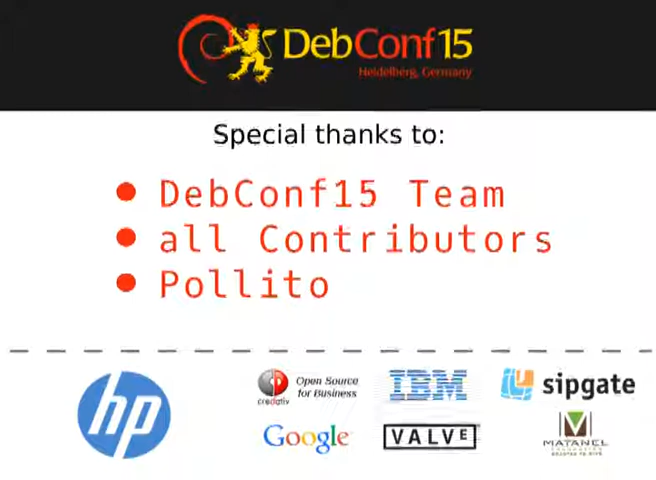 DebConf15
Heidelberg, Germany
Special thanks to:
DebConf15 Team
all Contributors
Pollito
hp
credativ
Open Source
for Business
IBM
sipgate
Google
VALVE
MATANEL